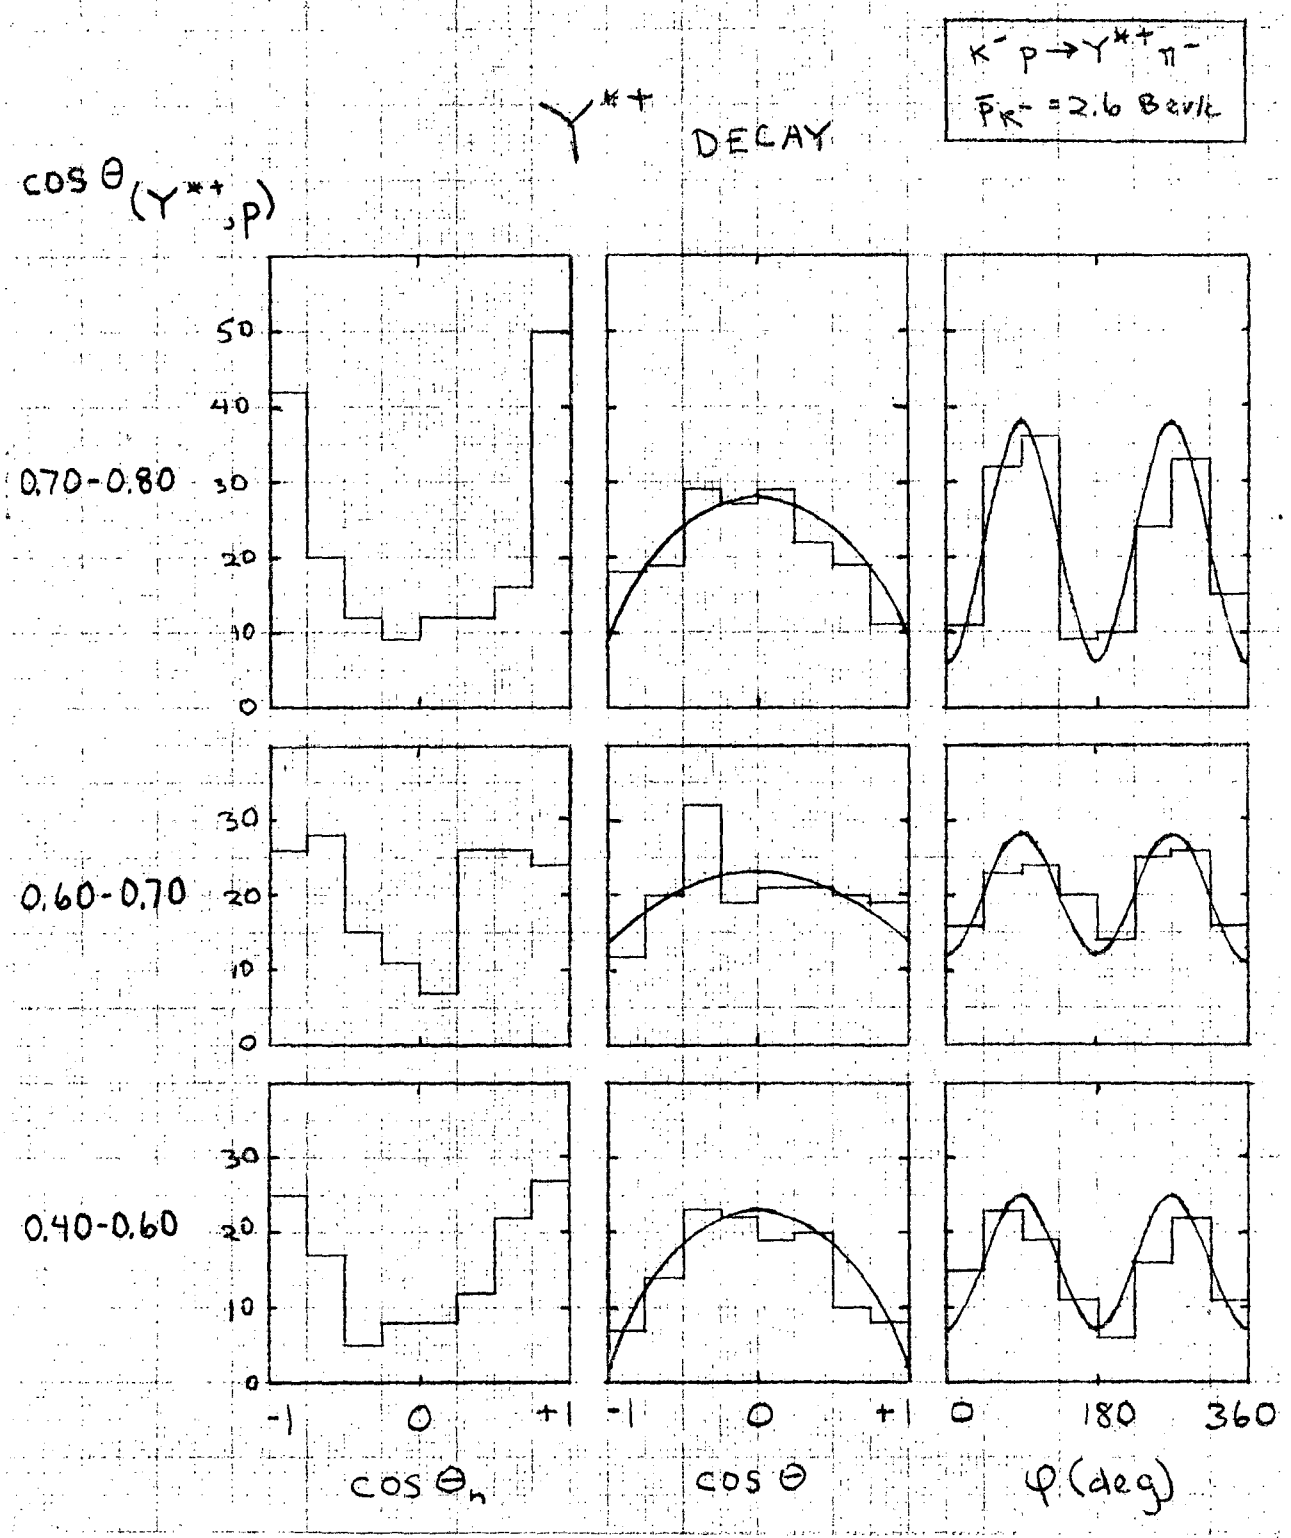 K⁻ p → Y*⁺ π⁻
p̄K⁻ = 2.6 Bev/c
Y*⁺ DECAY
cos θ (Y*⁺, p)
50
40
0.70-0.80 30
20
10
0
30
0.60-0.70 20
10
0
30
0.40-0.60 20
10
0
-1 0 +1 -1 0 +1 0 180 360
cos θn cos θ φ (deg)